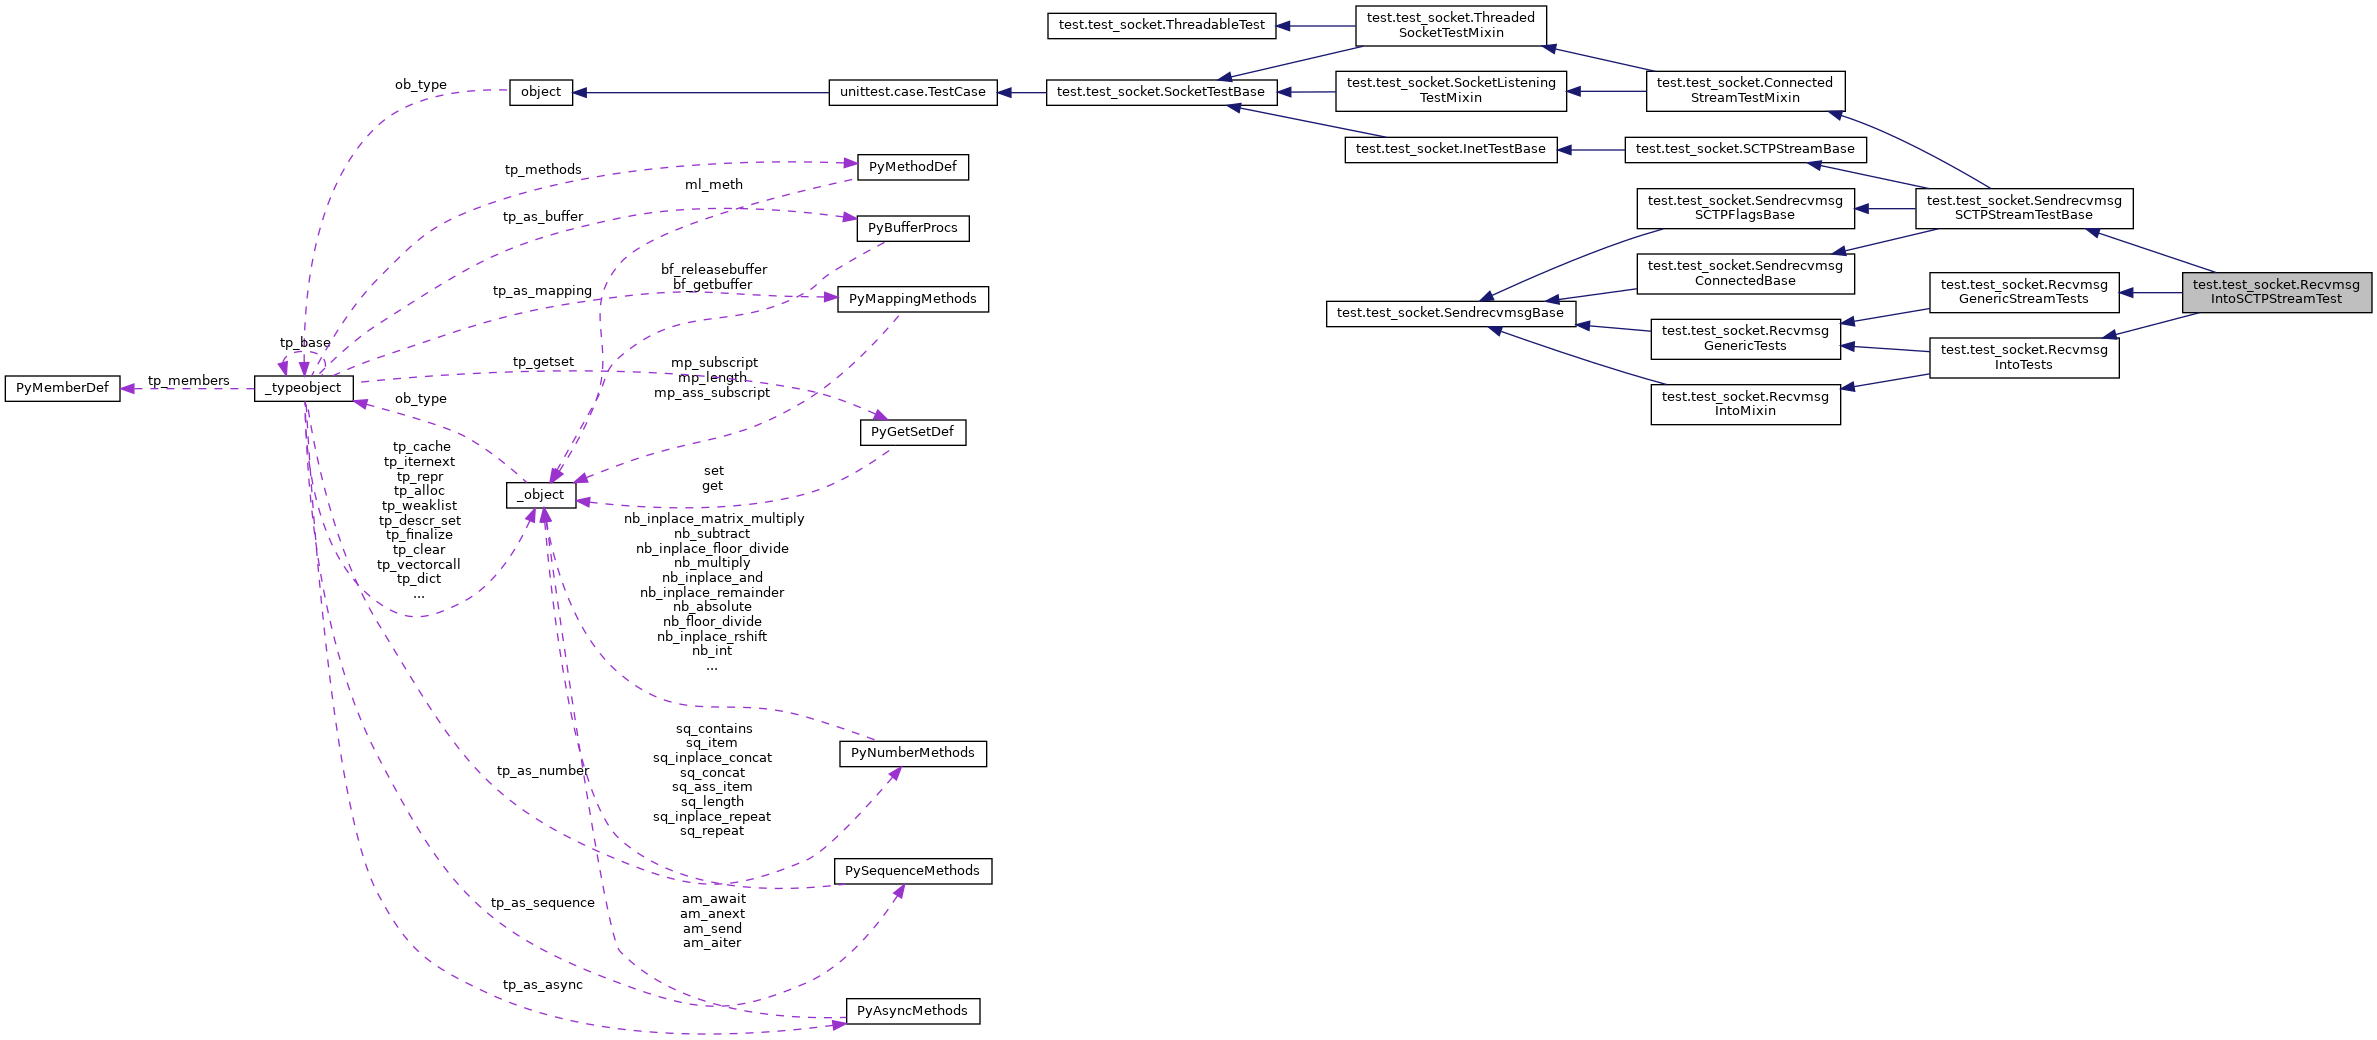 test.test_socket.ThreadableTest
test.test_socket.Threaded
SocketTestMixin
ob_type
object
unittest.case.TestCase
test.test_socket.SocketTestBase
test.test_socket.SocketListening
TestMixin
test.test_socket.Connected
StreamTestMixin
test.test_socket.InetTestBase
test.test_socket.SCTPStreamBase
tp_methods
PyMethodDef
ml_meth
tp_as_buffer
PyBufferProcs
test.test_socket.Sendrecvmsg
SCTPFlagsBase
test.test_socket.Sendrecvmsg
SCTPStreamTestBase
bf_releasebuffer
bf_getbuffer
tp_as_mapping
PyMappingMethods
test.test_socket.Sendrecvmsg
ConnectedBase
test.test_socket.Recvmsg
GenericStreamTests
test.test_socket.Recvmsg
IntoSCTPStreamTest
test.test_socket.SendrecvmsgBase
test.test_socket.Recvmsg
GenericTests
test.test_socket.Recvmsg
IntoTests
test.test_socket.Recvmsg
IntoMixin
tp_base
tp_getset
mp_subscript
mp_length
mp_ass_subscript
PyMemberDef
tp_members
_typeobject
ob_type
PyGetSetDef
tp_cache
tp_iternext
tp_repr
tp_alloc
tp_weaklist
tp_descr_set
tp_finalize
tp_clear
tp_vectorcall
tp_dict
...
_object
set
get
nb_inplace_matrix_multiply
nb_subtract
nb_inplace_floor_divide
nb_multiply
nb_inplace_and
nb_inplace_remainder
nb_absolute
nb_floor_divide
nb_inplace_rshift
nb_int
...
PyNumberMethods
tp_as_number
sq_contains
sq_item
sq_inplace_concat
sq_concat
sq_ass_item
sq_length
sq_inplace_repeat
sq_repeat
PySequenceMethods
tp_as_sequence
am_await
am_anext
am_send
am_aiter
tp_as_async
PyAsyncMethods